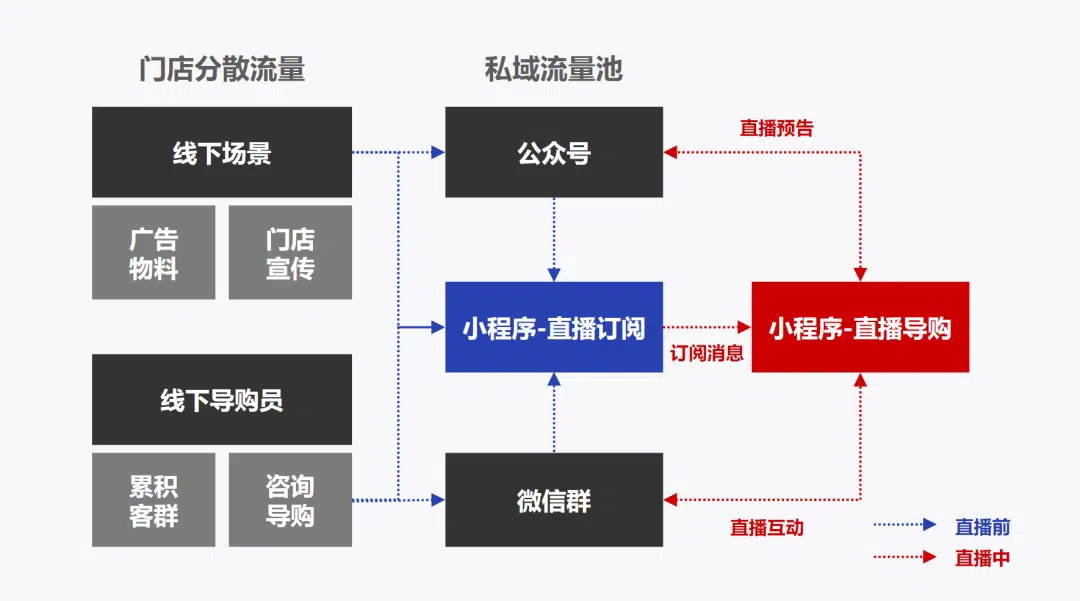 门店分散流量
私域流量池
线下场景
广告
物料
门店
宣传
线下导购员
累积
客群
咨询
导购
公众号
小程序-直播订阅
微信群
直播预告
订阅消息
小程序-直播导购
直播互动
直播前
直播中